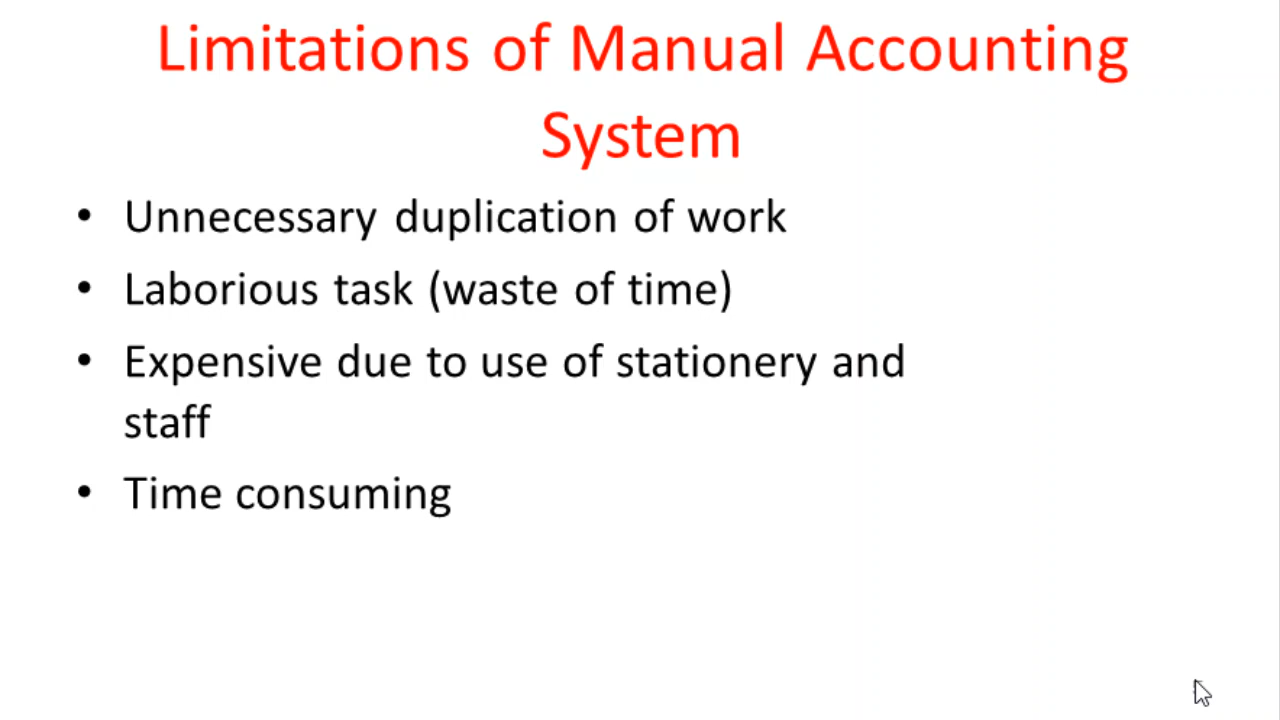 Limitations of Manual Accounting
System
• Unnecessary duplication of work
• Laborious task (waste of time)
• Expensive due to use of stationery and
staff
• Time consuming